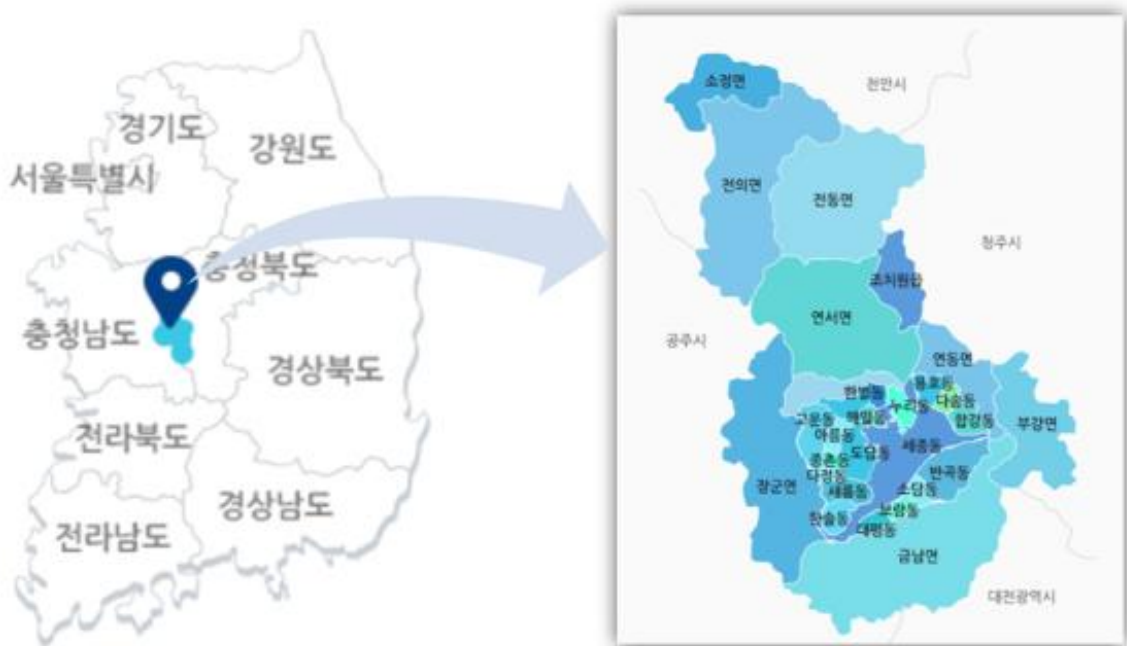 경기도
강원도
서울특별시
충청북도
충청남도
경상북도
전라북도
경상남도
전라남도
소정면
천안시
전의면
전동면
청주시
조치원읍
연서면
공주시
연동면
한별동
용호동
누리동
다솜동
고운동
해밀동
합강동
부강면
아름동
세종동
도담동
종촌동
반곡동
다정동
장군면
새롬동
소담동
보람동
한솔동
대평동
금남면
대전광역시